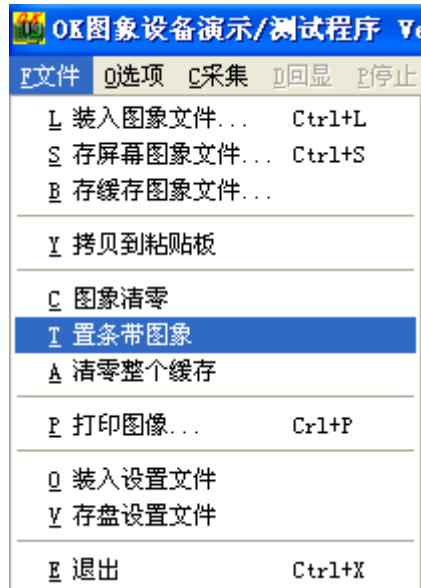 OK图象设备演示/测试程序 Ve
F文件 O选项 C采集 D回显 P停止
L 装入图象文件... Ctrl+L
S 存屏幕图象文件... Ctrl+S
B 存缓存图象文件...
Y 拷贝到粘贴板
C 图象清零
T 置条带图象
A 清零整个缓存
P 打印图像... Crl+P
O 装入设置文件
V 存盘设置文件
E 退出 Ctrl+X